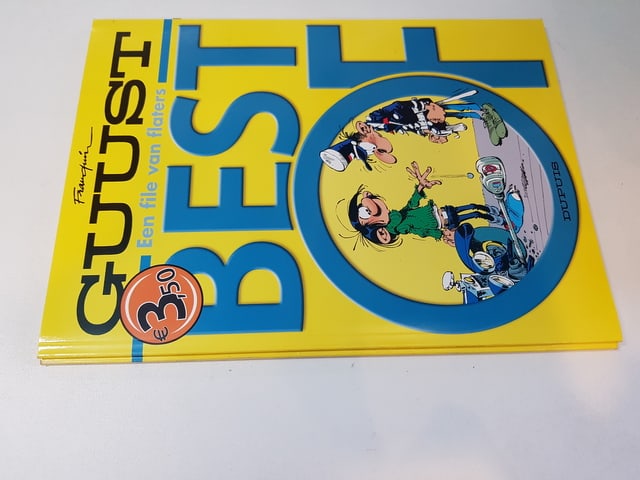 Franquin
GUUST
Een file van flaters
BEST
OF
€ 3,50
DUPUIS